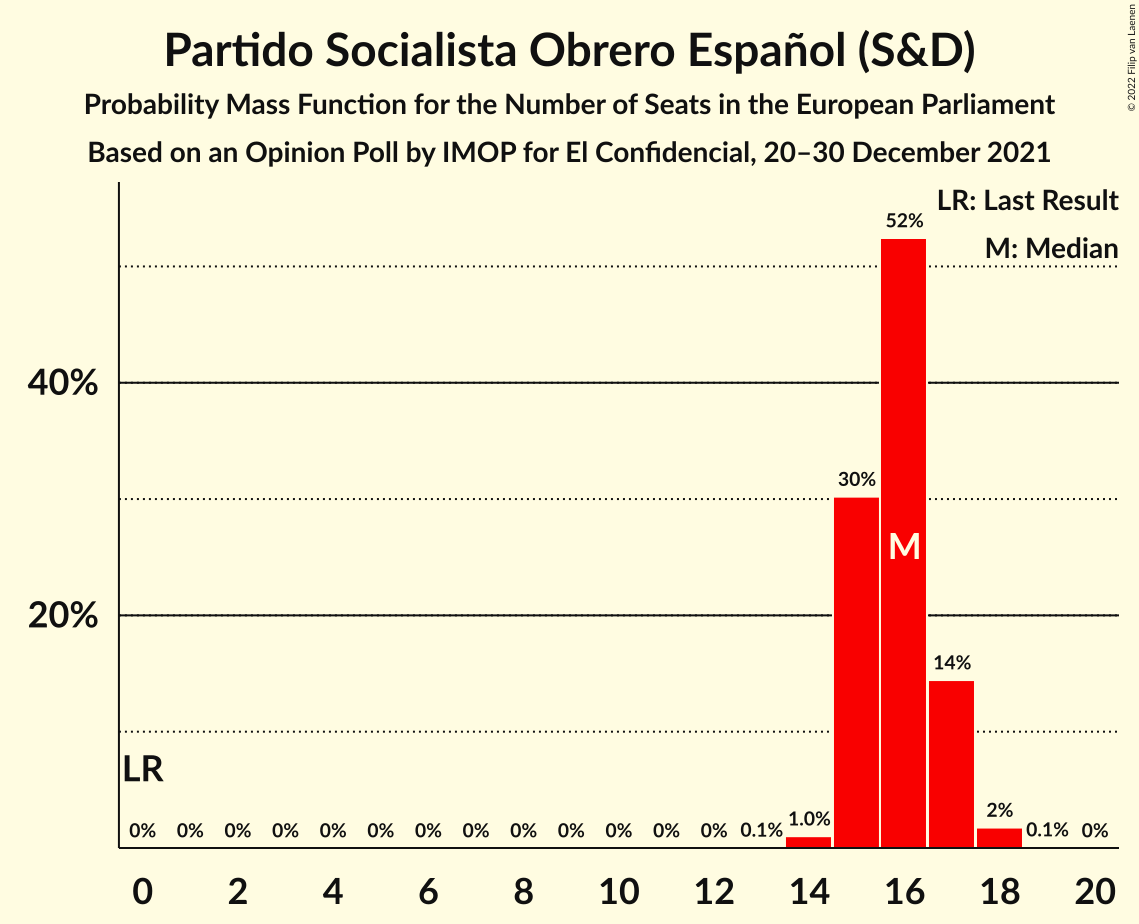 Partido Socialista Obrero Español (S&D)
Probability Mass Function for the Number of Seats in the European Parliament
Based on an Opinion Poll by IMOP for El Confidencial, 20–30 December 2021
© 2022 Filip van Laenen
LR: Last Result
M: Median
52%
40%
30%
M
20%
14%
LR
0% 0% 0% 0% 0% 0% 0% 0% 0% 0% 0% 0% 0% 0.1% 1.0% 2% 0.1% 0%
0 2 4 6 8 10 12 14 16 18 20